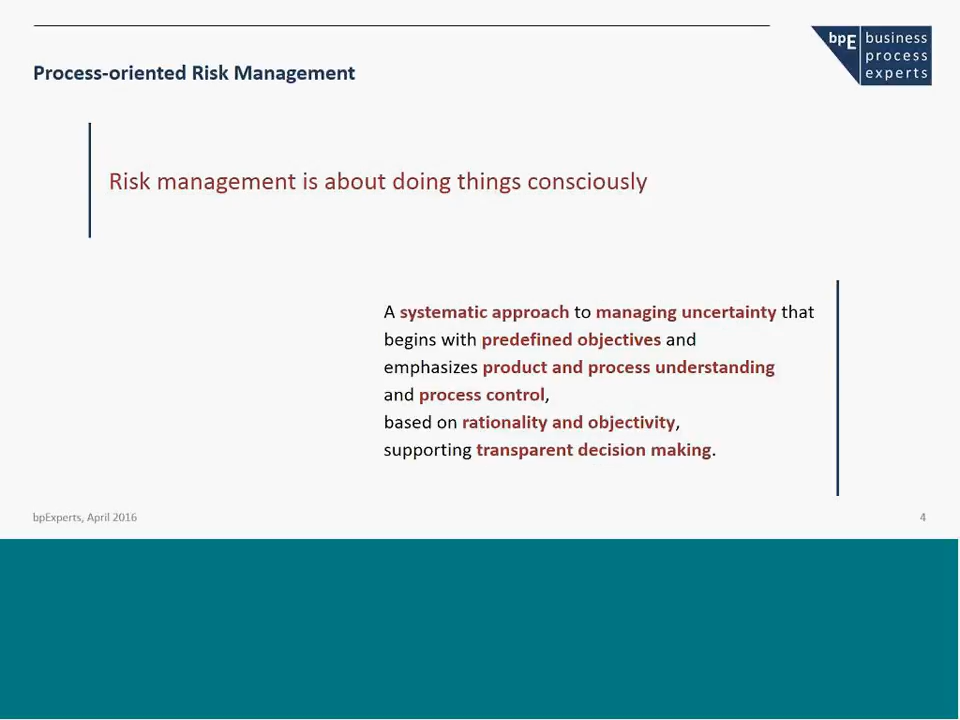 bpE business
process
experts
Process-oriented Risk Management
Risk management is about doing things consciously
A systematic approach to managing uncertainty that
begins with predefined objectives and
emphasizes product and process understanding
and process control,
based on rationality and objectivity,
supporting transparent decision making.
bpExperts, April 2016
4